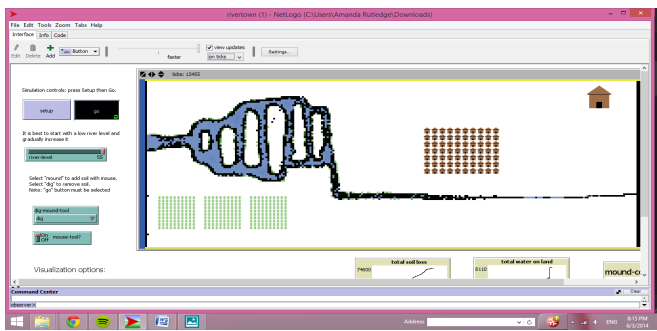 rivertown (1) - NetLogo {C:\Users\Amanda Rutledge\Downloads}
File Edit Tools Zoom Tabs Help
Interface Info Code
Edit Delete Add
Button
faster
view updates
on ticks
Settings...
ticks: 13455
Simulation controls: press Setup then Go.
setup
go
It is best to start with a low river level and
gradually increase it
river-level 55
Select "mound" to add soil with mouse.
Select "dig" to remove soil.
Note: "go" button must be selected
dig-mound-tool
dig
On
Off
mouse-tool?
Visualization options:
total soil loss
74600
total water on land
8110
Command Center
Clear
observer>
Address
ENG
8:15 PM
6/3/2014